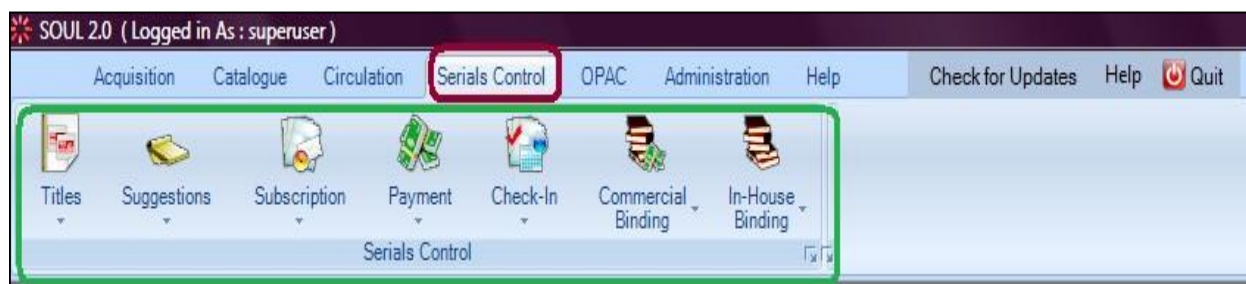 SOUL 2.0 ( Logged in As : superuser )
Acquisition Catalogue Circulation Serials Control OPAC Administration Help Check for Updates Help Quit
Titles Suggestions Subscription Payment Check-In Commercial Binding In-House Binding
Serials Control